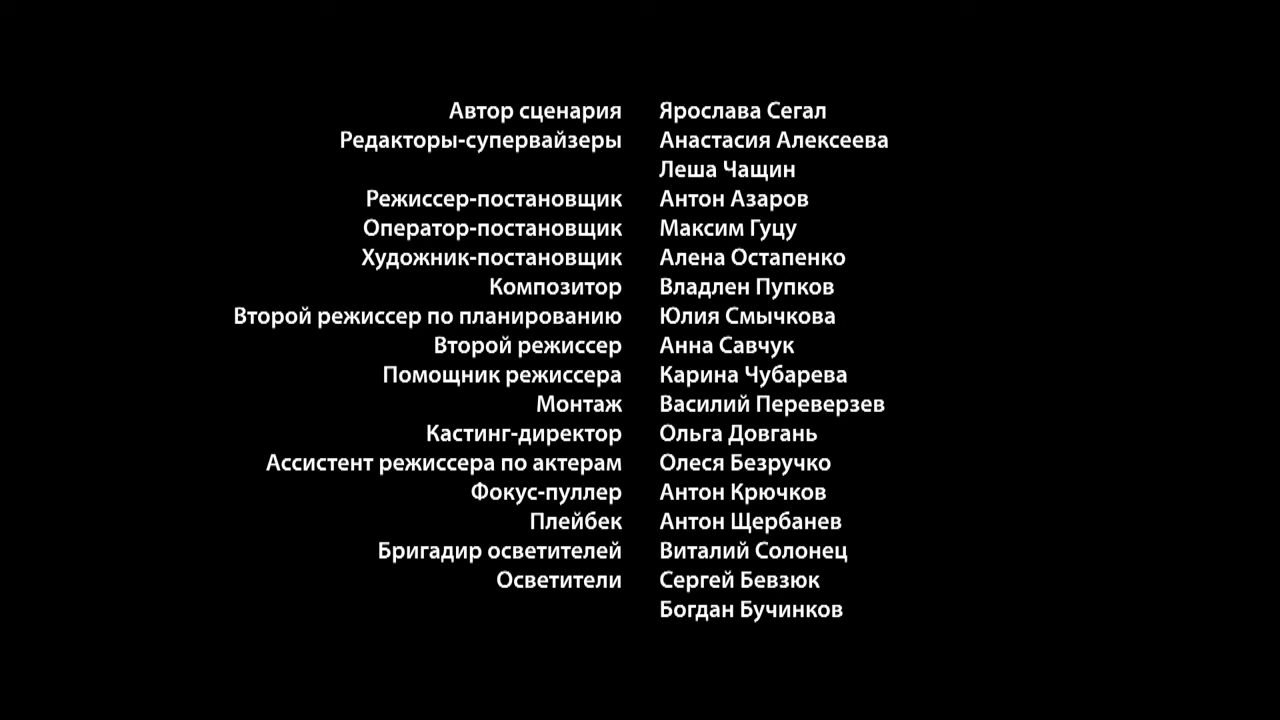 Автор сценария Ярослава Сегал
Редакторы-супервайзеры Анастасия Алексеева
Леша Чащин
Режиссер-постановщик Антон Азаров
Оператор-постановщик Максим Гуцу
Художник-постановщик Алена Остапенко
Композитор Владлен Пупков
Второй режиссер по планированию Юлия Смычкова
Второй режиссер Анна Савчук
Помощник режиссера Карина Чубарева
Монтаж Василий Переверзев
Кастинг-директор Ольга Довгань
Ассистент режиссера по актерам Олеся Безручко
Фокус-пуллер Антон Крючков
Плейбек Антон Щербанев
Бригадир осветителей Виталий Солонец
Осветители Сергей Бевзюк
Богдан Бучинков